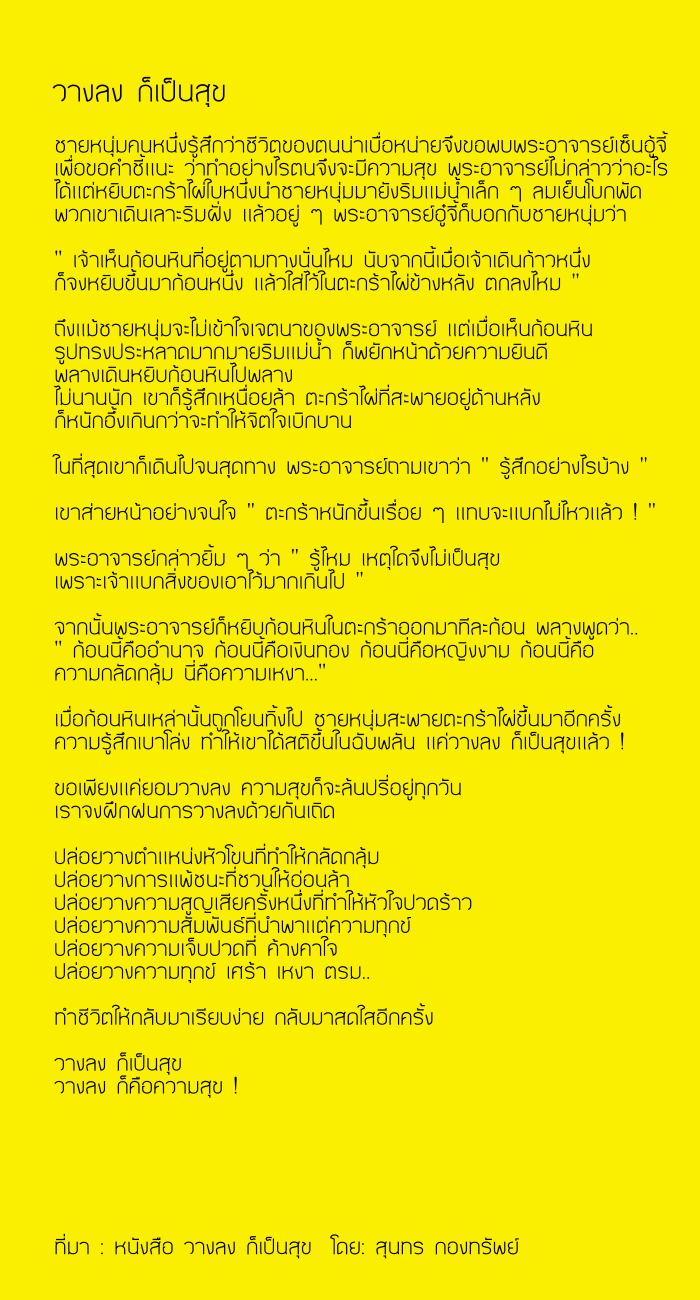 วางลง ก็เป็นสุข
ชายหนุ่มคนหนึ่งรู้สึกว่าชีวิตของตนน่าเบื่อหน่ายจึงขอพบพระอาจารย์เซ็นอู้จี้
เพื่อขอคำชี้แนะ ว่าทำอย่างไรตนจึงจะมีความสุข พระอาจารย์ไม่กล่าวว่าอะไร
ได้แต่หยิบตะกร้าไผ่ใบหนึ่งนำชายหนุ่มมายังริมแม่น้ำเล็ก ๆ ลมเย็นโบกพัด
พวกเขาเดินเลาะริมฝั่ง แล้วอยู่ ๆ พระอาจารย์อู๋จี้ก็บอกกับชายหนุ่มว่า
" เจ้าเห็นก้อนหินที่อยู่ตามทางนั่นไหม นับจากนี้เมื่อเจ้าเดินก้าวหนึ่ง
ก็จงหยิบขึ้นมาก้อนหนึ่ง แล้วใส่ไว้ในตะกร้าไผ่ข้างหลัง ตกลงไหม "
ถึงแม้ชายหนุ่มจะไม่เข้าใจเจตนาของพระอาจารย์ แต่เมื่อเห็นก้อนหิน
รูปทรงประหลาดมากมายริมแม่น้ำ ก็พยักหน้าด้วยความยินดี
พลางเดินหยิบก้อนหินไปพลาง
ไม่นานนัก เขาก็รู้สึกเหนื่อยล้า ตะกร้าไผ่ที่สะพายอยู่ด้านหลัง
ก็หนักอึ้งเกินกว่าจะทำให้จิตใจเบิกบาน
ในที่สุดเขาก็เดินไปจนสุดทาง พระอาจารย์ถามเขาว่า " รู้สึกอย่างไรบ้าง "
เขาส่ายหน้าอย่างจนใจ " ตะกร้าหนักขึ้นเรื่อย ๆ แทบจะแบกไม่ไหวแล้ว ! "
พระอาจารย์กล่าวยิ้ม ๆ ว่า " รู้ไหม เหตุใดจึงไม่เป็นสุข
เพราะเจ้าแบกสิ่งของเอาไว้มากเกินไป "
จากนั้นพระอาจารย์ก็หยิบก้อนหินในตะกร้าออกมาทีละก้อน พลางพูดว่า..
" ก้อนนี้คืออำนาจ ก้อนนี้คือเงินทอง ก้อนนี่คือหญิงงาม ก้อนนี้คือ
ความกลัดกลุ้ม นี่คือความเหงา..."
เมื่อก้อนหินเหล่านั้นถูกโยนทิ้งไป ชายหนุ่มสะพายตะกร้าไผ่ขึ้นมาอีกครั้ง
ความรู้สึกเบาโล่ง ทำให้เขาได้สติขึ้นในฉับพลัน แค่วางลง ก็เป็นสุขแล้ว !
ขอเพียงแค่ยอมวางลง ความสุขก็จะล้นปรี่อยู่ทุกวัน
เราจงฝึกฝนการวางลงด้วยกันเถิด
ปล่อยวางตำแหน่งหัวโขนที่ทำให้กลัดกลุ้ม
ปล่อยวางการแพ้ชนะที่ชวนให้อ่อนล้า
ปล่อยวางความสูญเสียครั้งหนึ่งที่ทำให้หัวใจปวดร้าว
ปล่อยวางความสัมพันธ์ที่นำพาแต่ความทุกข์
ปล่อยวางความเจ็บปวดที่ ค้างคาใจ
ปล่อยวางความทุกข์ เศร้า เหงา ตรม..
ทำชีวิตให้กลับมาเรียบง่าย กลับมาสดใสอีกครั้ง
วางลง ก็เป็นสุข
วางลง ก็คือความสุข !
ที่มา : หนังสือ วางลง ก็เป็นสุข โดย: สุนทร กองทรัพย์